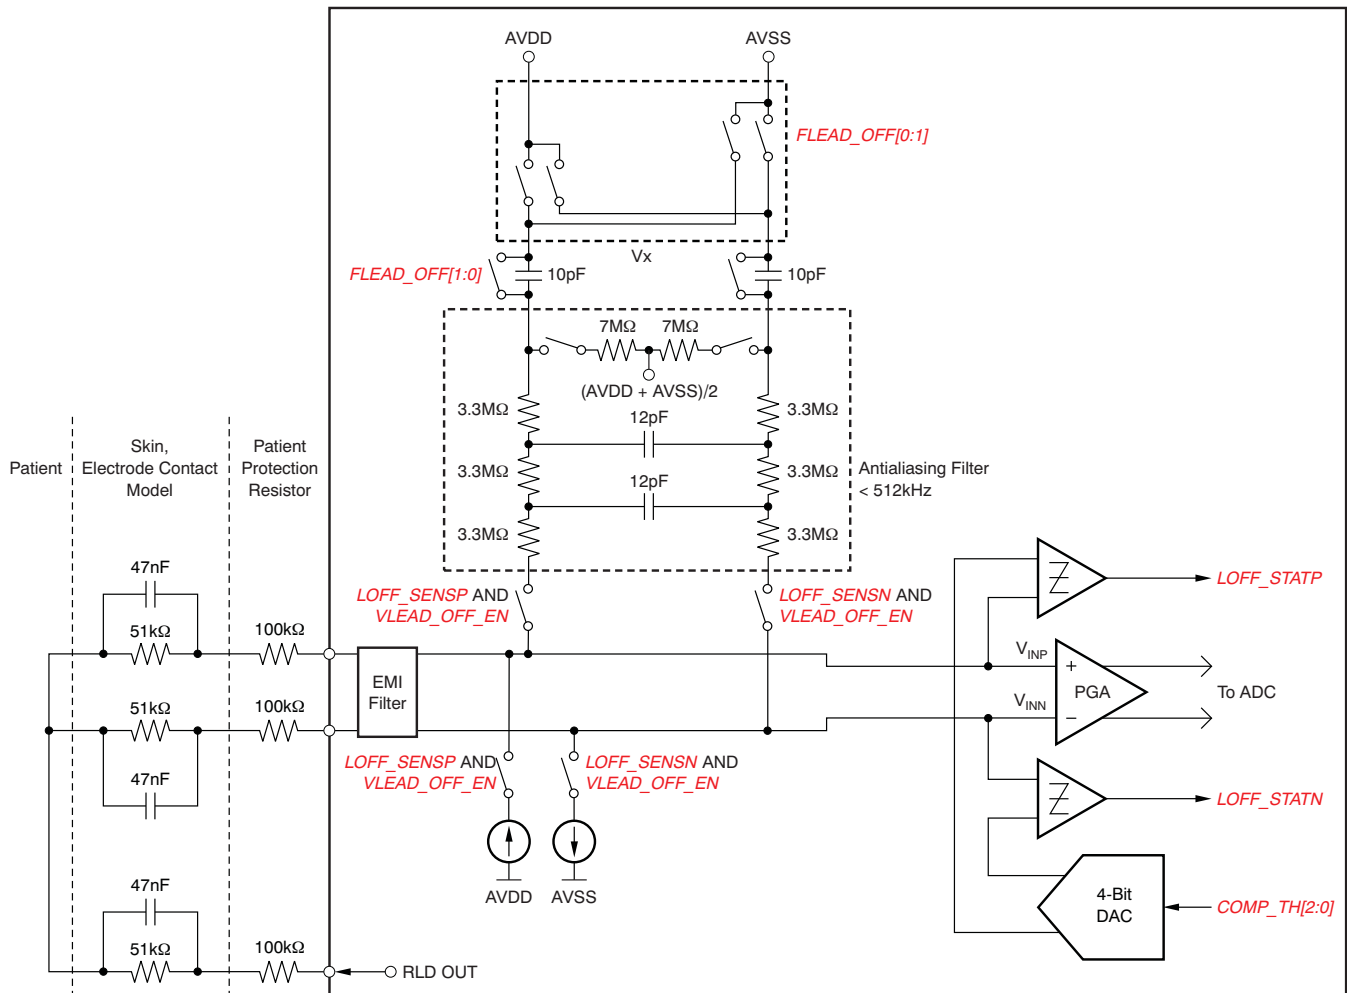 AVDD
AVSS
FLEAD_OFF[0:1]
Vx
FLEAD_OFF[1:0]
10pF
10pF
7MΩ
7MΩ
(AVDD + AVSS)/2
3.3MΩ
12pF
3.3MΩ
3.3MΩ
12pF
3.3MΩ
Antialiasing Filter
< 512kHz
3.3MΩ
3.3MΩ
Patient
Skin,
Electrode Contact
Model
Patient
Protection
Resistor
47nF
51kΩ
100kΩ
LOFF_SENSP AND
VLEAD_OFF_EN
LOFF_SENSN AND
VLEAD_OFF_EN
LOFF_STATP
EMI
Filter
VINP
+
PGA
To ADC
VINN
−
51kΩ
100kΩ
47nF
LOFF_SENSP AND
VLEAD_OFF_EN
LOFF_SENSN AND
VLEAD_OFF_EN
LOFF_STATN
AVDD
AVSS
4-Bit
DAC
COMP_TH[2:0]
47nF
51kΩ
100kΩ
RLD OUT